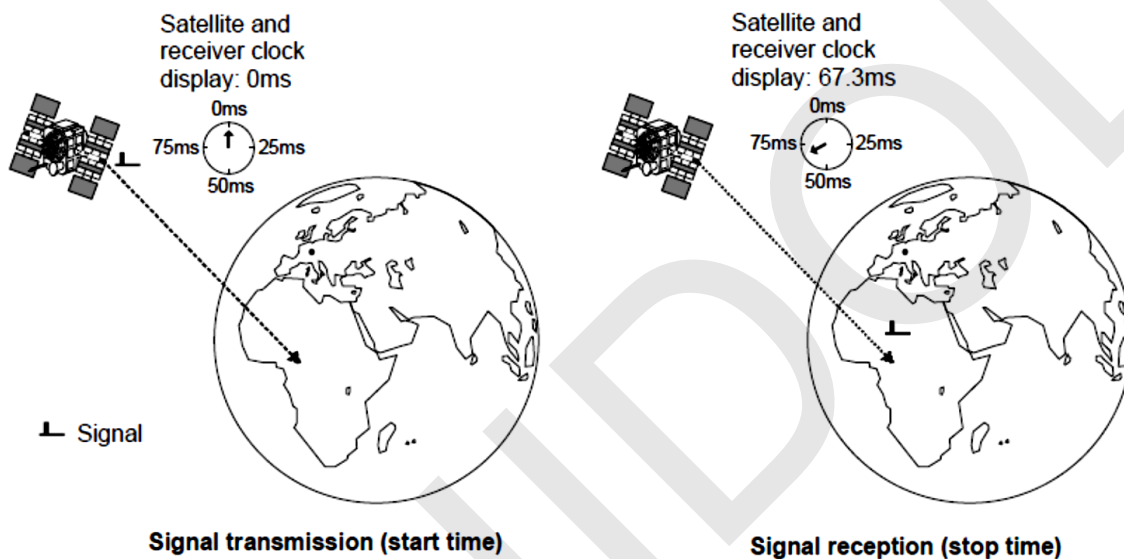 Satellite and
receiver clock
display: 0ms
0ms
75ms
25ms
50ms
Signal
Signal transmission (start time)
Satellite and
receiver clock
display: 67.3ms
0ms
75ms
25ms
50ms
Signal reception (stop time)